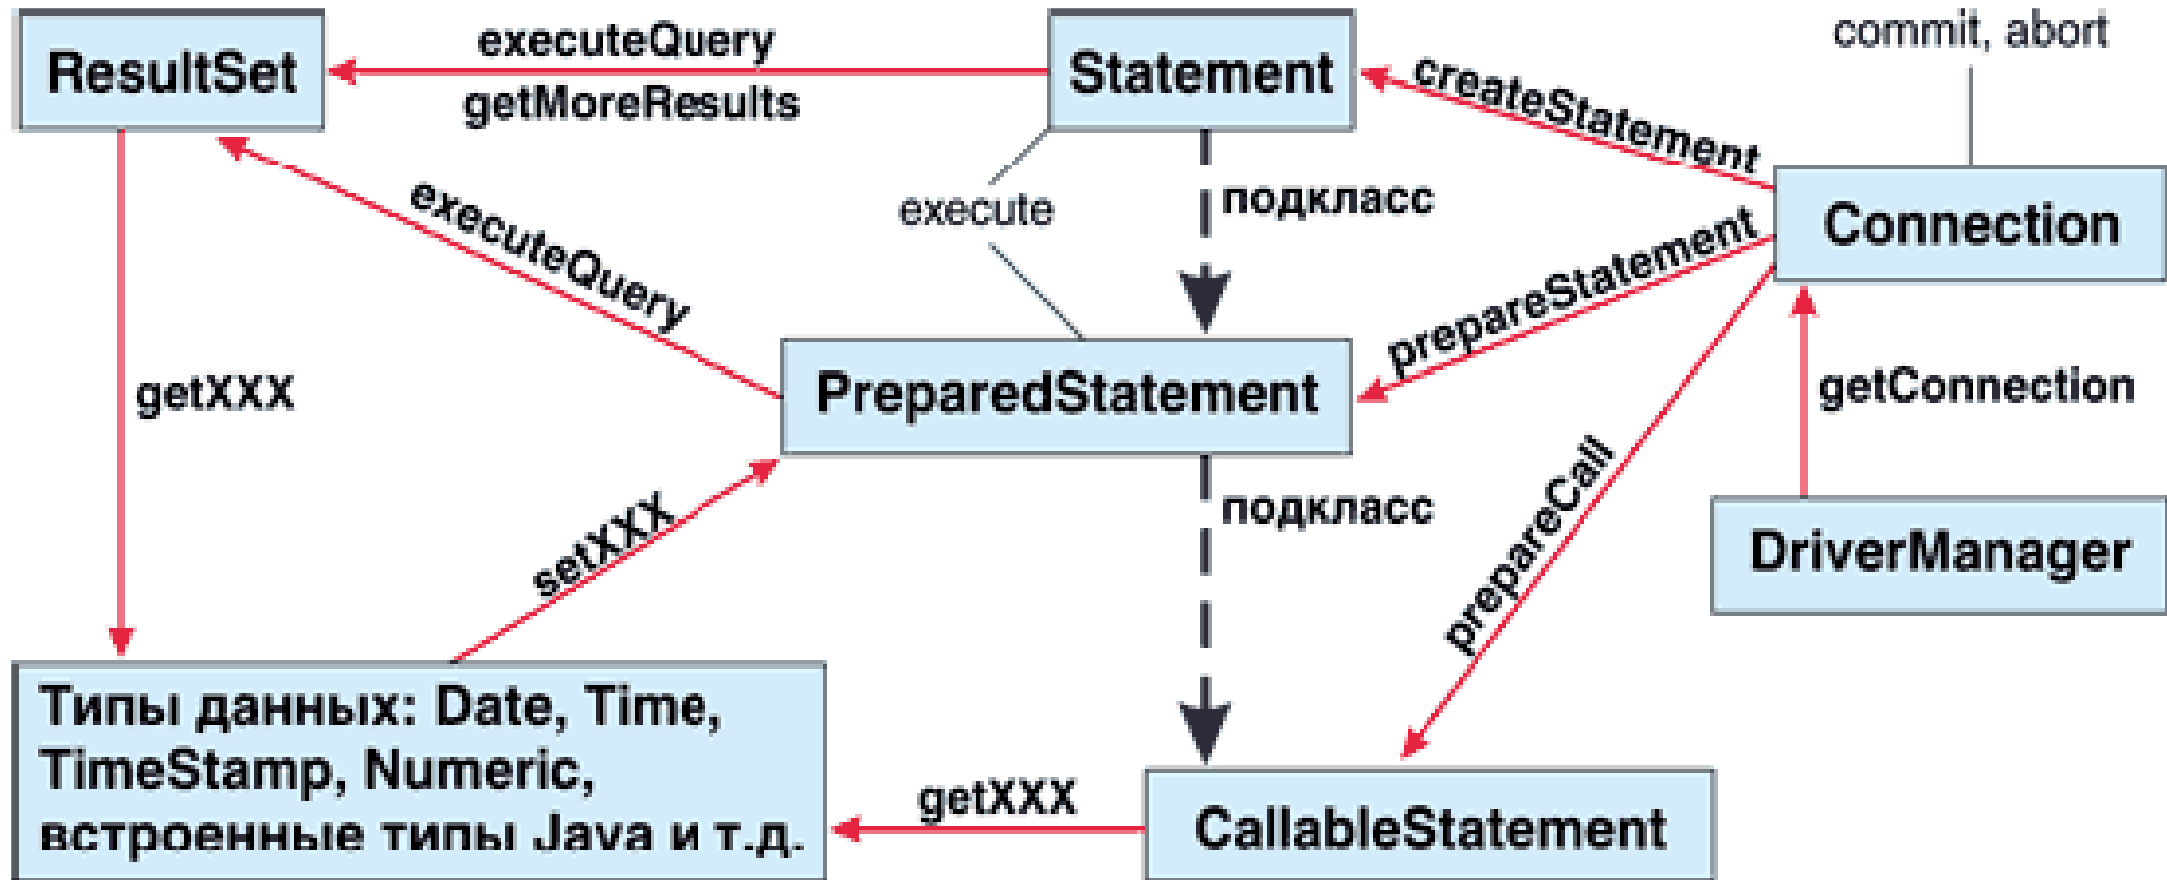 commit, abort
executeQuery
ResultSet
Statement
createStatement
getMoreResults
execute
подкласс
Connection
executeQuery
prepareStatement
getXXX
PreparedStatement
getConnection
setXXX
подкласс
prepareCall
DriverManager
Типы данных: Date, Time,
TimeStamp, Numeric,
встроенные типы Java и т.д.
getXXX
CallableStatement